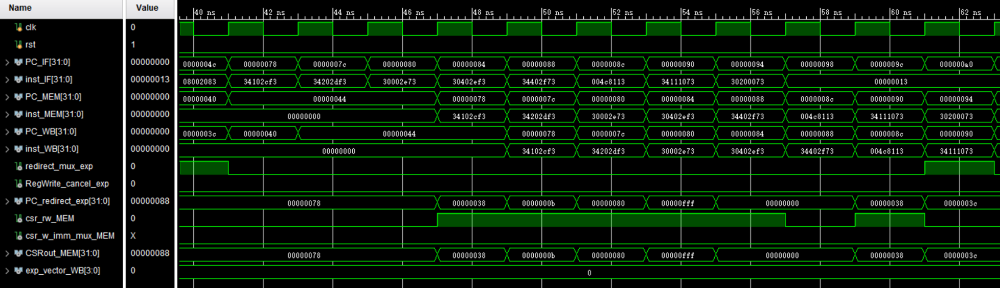 Name Value 40 ns 42 ns 44 ns 46 ns 48 ns 50 ns 52 ns 54 ns 56 ns 58 ns 60 ns 62 ns
clk 0
rst 1
PC_IF[31:0] 00000000 0000004c 00000078 0000007c 00000080 00000084 00000088 0000008c 00000090 00000094 00000098 0000009c 000000a0
inst_IF[31:0] 00000013 08002083 34102cf3 34202df3 30002e73 30402ef3 34402f73 004c8113 34111073 30200073 00000013
PC_MEM[31:0] 00000000 00000040 00000044 00000078 0000007c 00000080 00000084 00000088 0000008c 00000090 00000094
inst_MEM[31:0] 00000000 00000000 34102cf3 34202df3 30002e73 30402ef3 34402f73 004c8113 34111073 30200073
PC_WB[31:0] 00000000 0000003c 00000040 00000044 00000078 0000007c 00000080 00000084 00000088 0000008c 00000090
inst_WB[31:0] 00000000 00000000 34102cf3 34202df3 30002e73 30402ef3 34402f73 004c8113 34111073
redirect_mux_exp 0
RegWrite_cancel_exp 0
PC_redirect_exp[31:0] 00000088 00000078 00000038 0000000b 00000080 00000fff 00000000 00000038 0000003c
csr_rw_MEM 0
csr_w_imm_mux_MEM X
CSRout_MEM[31:0] 00000088 00000078 00000038 0000000b 00000080 00000fff 00000000 00000038 0000003c
exp_vector_WB[3:0] 0 0